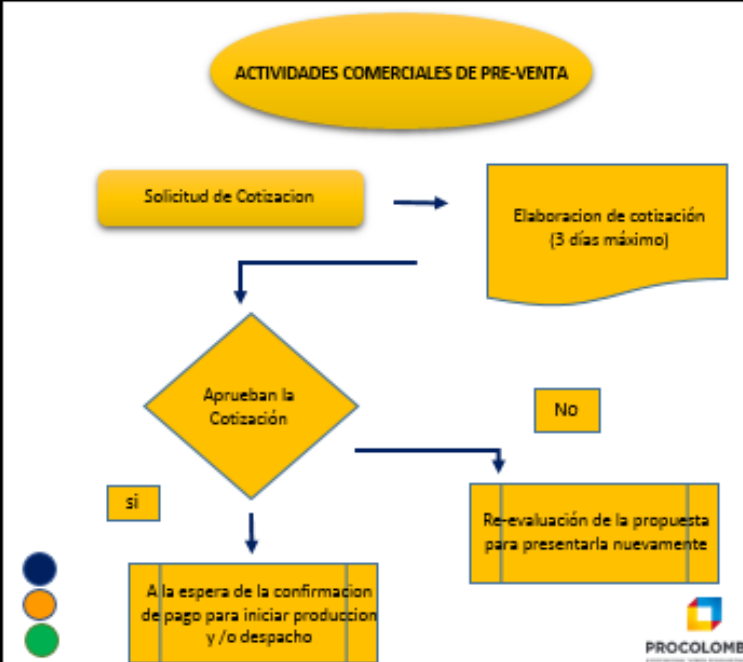 ACTIVIDADES COMERCIALES DE PRE-VENTA
Solicitud de Cotizacion
Elaboracion de cotización
(3 días máximo)
Aprueban la
Cotización
No
si
Re-evaluación de la propuesta
para presentarla nuevamente
A la espera de la confirmacion
de pago para iniciar produccion
y /o despacho
PROCOLOMB